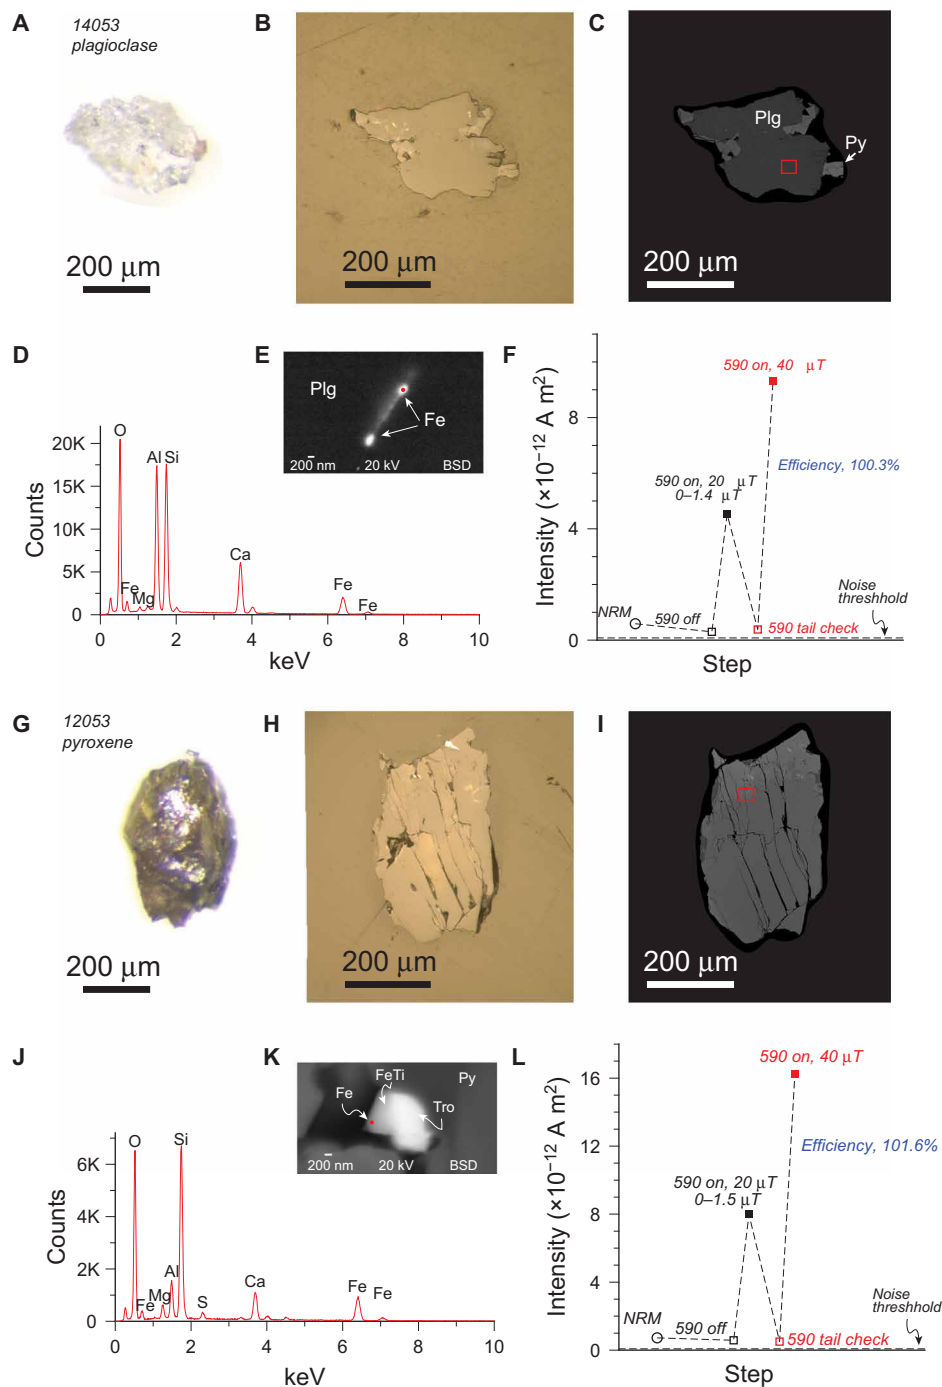 A
14053
plagioclase
200 µm
B
200 µm
C
Plg
Py
200 µm
D
Counts
20K
15K
10K
5K
0
O
Al
Si
Fe
Mg
Ca
Fe
Fe
0
2
4
6
8
10
keV
E
Plg
Fe
200 nm
20 kV
BSD
F
Intensity (×10⁻¹² A m²)
8
4
0
590 on, 40 µT
Efficiency, 100.3%
590 on, 20 µT
0–1.4 µT
NRM
590 off
590 tail check
Noise
threshhold
Step
G
12053
pyroxene
200 µm
H
200 µm
I
200 µm
J
Counts
6K
4K
2K
0
O
Si
Al
Mg
Fe
S
Ca
Fe
Fe
0
2
4
6
8
10
keV
K
FeTi
Py
Fe
Tro
200 nm
20 kV
BSD
L
Intensity (×10⁻¹² A m²)
16
12
8
4
0
590 on, 40 µT
Efficiency, 101.6%
590 on, 20 µT
0–1.5 µT
NRM
590 off
590 tail check
Noise
threshhold
Step